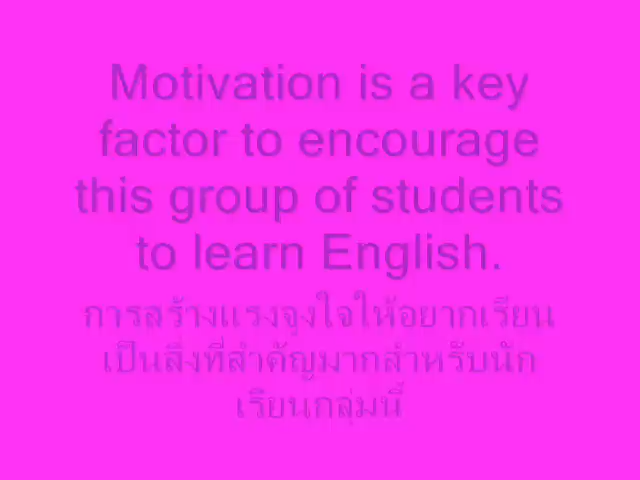 Motivation is a key
factor to encourage
this group of students
to learn English.
การสร้างแรงจูงใจให้อยากเรียน
เป็นสิ่งที่สำคัญมากสำหรับนัก
เรียนกลุ่มนี้